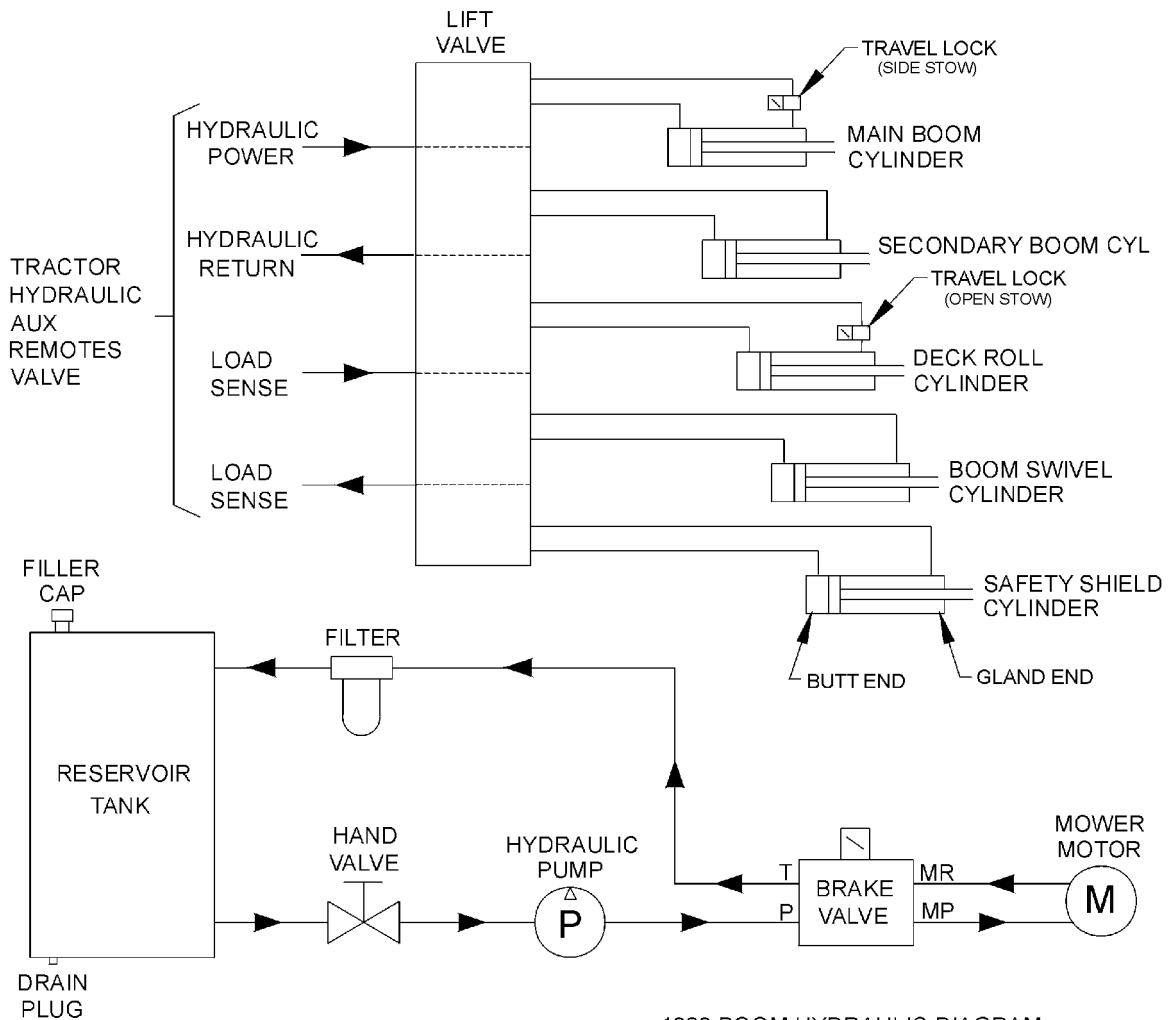 LIFT
VALVE
TRAVEL LOCK
(SIDE STOW)
HYDRAULIC
POWER
MAIN BOOM
CYLINDER
HYDRAULIC
RETURN
SECONDARY BOOM CYL
TRACTOR
HYDRAULIC
AUX
REMOTES
VALVE
TRAVEL LOCK
(OPEN STOW)
LOAD
SENSE
DECK ROLL
CYLINDER
LOAD
SENSE
BOOM SWIVEL
CYLINDER
SAFETY SHIELD
CYLINDER
BUTT END
GLAND END
FILLER
CAP
FILTER
RESERVOIR
TANK
HAND
VALVE
HYDRAULIC
PUMP
P
T
P
BRAKE
VALVE
MR
MP
MOWER
MOTOR
M
DRAIN
PLUG
BOOM HYDRAULIC DIAGRAM